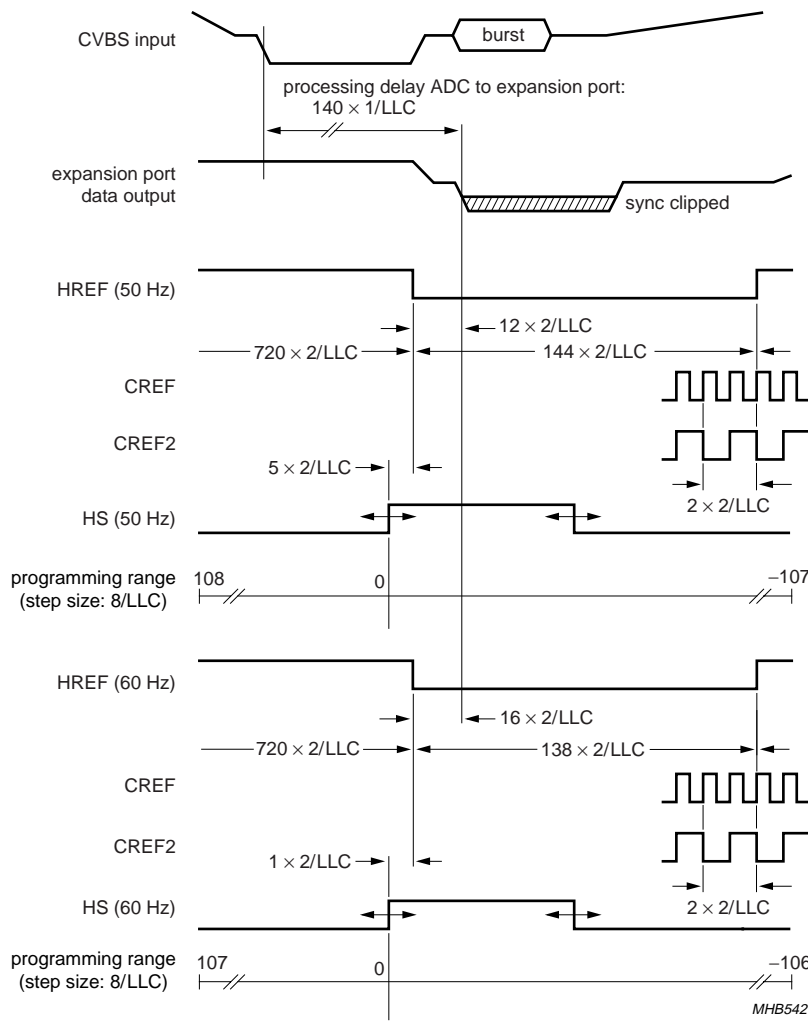 CVBS input
burst
processing delay ADC to expansion port:
140 × 1/LLC
expansion port
data output
sync clipped
HREF (50 Hz)
12 × 2/LLC
720 × 2/LLC
144 × 2/LLC
CREF
CREF2
5 × 2/LLC
2 × 2/LLC
HS (50 Hz)
programming range
(step size: 8/LLC)
108
0
−107
HREF (60 Hz)
16 × 2/LLC
720 × 2/LLC
138 × 2/LLC
CREF
CREF2
1 × 2/LLC
2 × 2/LLC
HS (60 Hz)
programming range
(step size: 8/LLC)
107
0
−106
MHB542